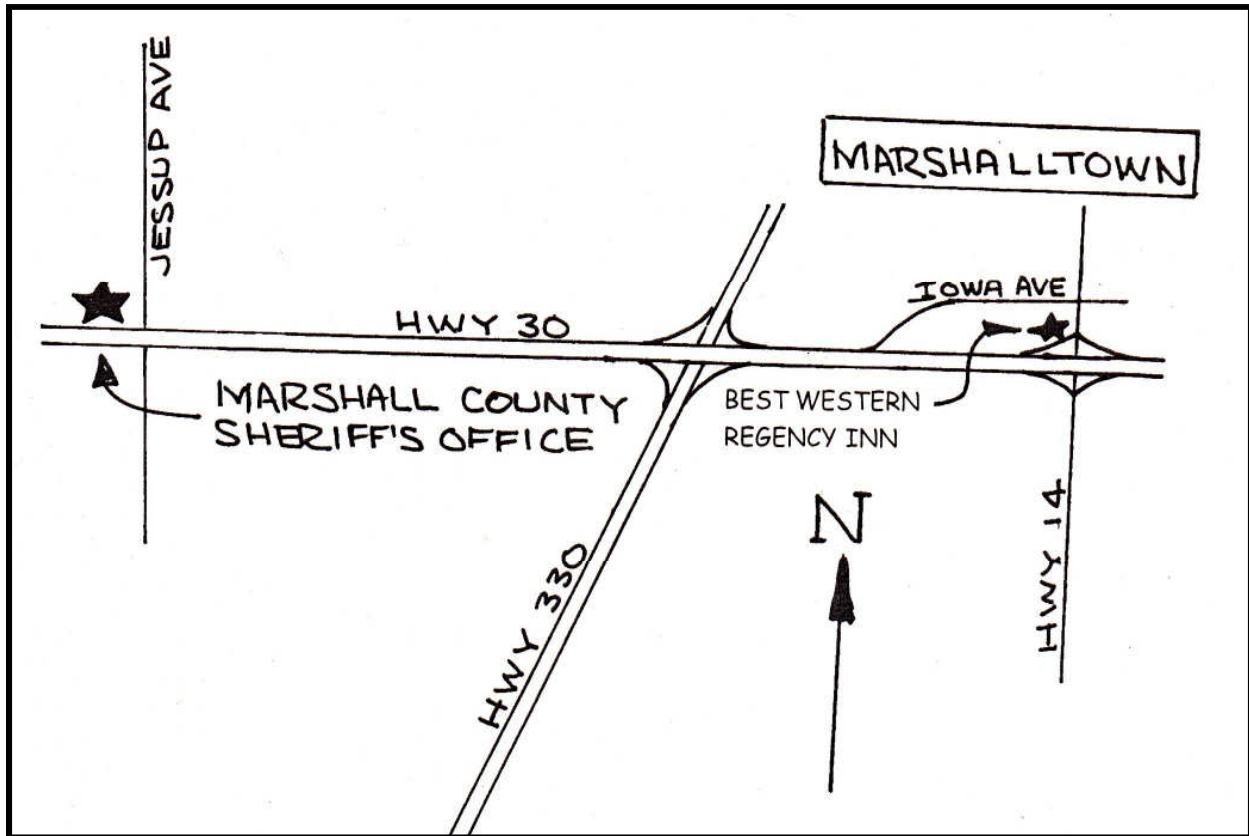 JESSUP AVE
MARSHALLTOWN
IOWA AVE
HWY 30
MARSHALL COUNTY
SHERIFF'S OFFICE
BEST WESTERN
REGENCY INN
N
HWY 330
HWY 14